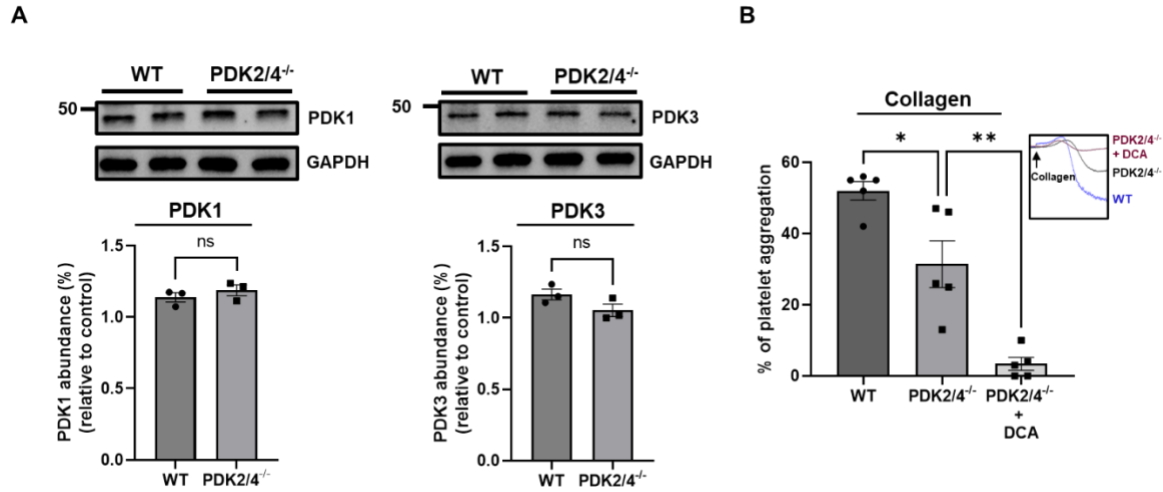 A
WT PDK2/4-/-
50
PDK1
GAPDH
PDK1
ns
1.5
1.0
0.5
0.0
PDK1 abundance (%)
(relative to control)
WT PDK2/4-/-
WT PDK2/4-/-
50
PDK3
GAPDH
PDK3
ns
1.5
1.0
0.5
0.0
PDK3 abundance (%)
(relative to control)
WT PDK2/4-/-
B
Collagen
* **
60
40
20
0
% of platelet aggregation
WT PDK2/4-/- PDK2/4-/-
+
DCA
Collagen
PDK2/4-/-
+ DCA
PDK2/4-/-
WT